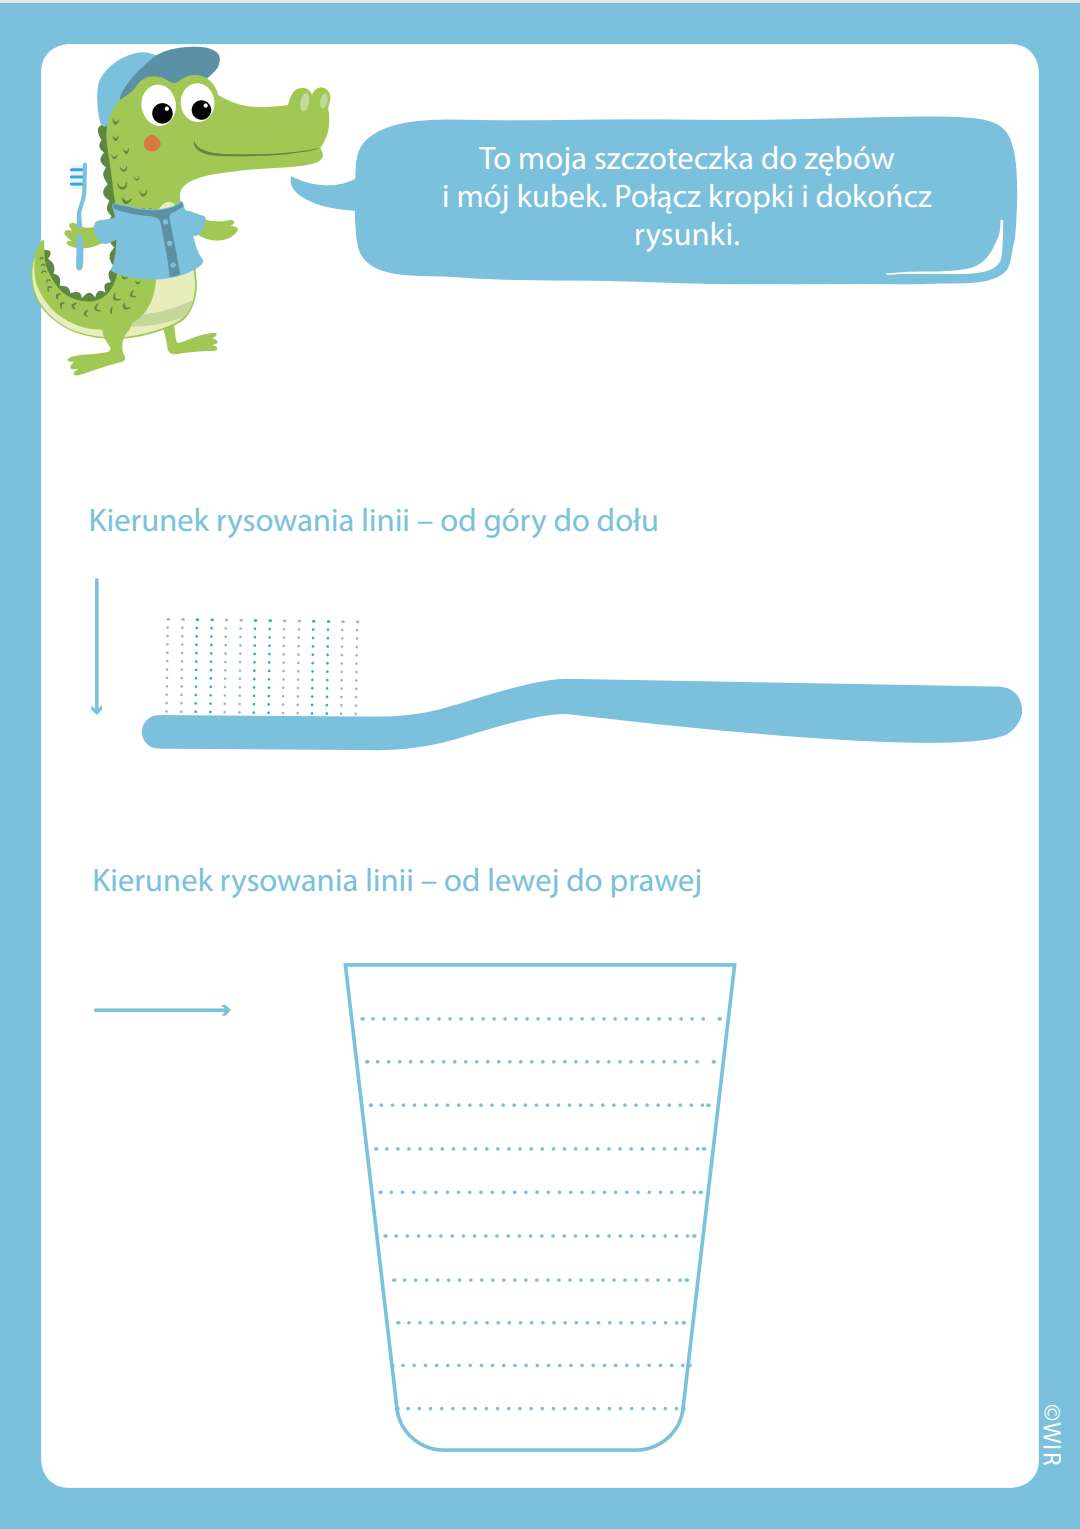 To moja szczoteczka do zębów
i mój kubek. Połącz kropki i dokończ
rysunki.
Kierunek rysowania linii – od góry do dołu
Kierunek rysowania linii – od lewej do prawej
©WIR